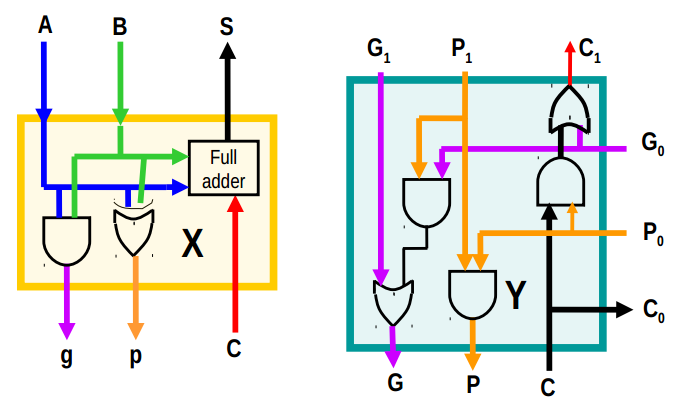 A B S
Full
adder
X
g p C
G1 P1 C1
G0
P0
C0
Y
G P C